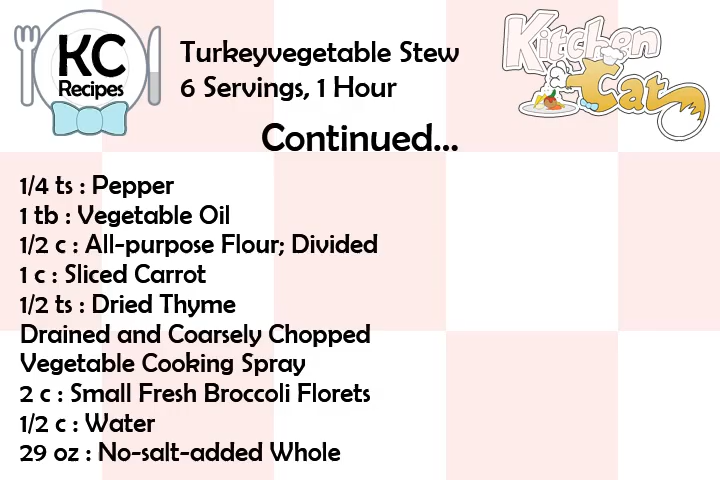 KC
Recipes
Turkeyvegetable Stew
6 Servings, 1 Hour
Kitchen
Cat
Continued...
1/4 ts : Pepper
1 tb : Vegetable Oil
1/2 c : All-purpose Flour; Divided
1 c : Sliced Carrot
1/2 ts : Dried Thyme
Drained and Coarsely Chopped
Vegetable Cooking Spray
2 c : Small Fresh Broccoli Florets
1/2 c : Water
29 oz : No-salt-added Whole